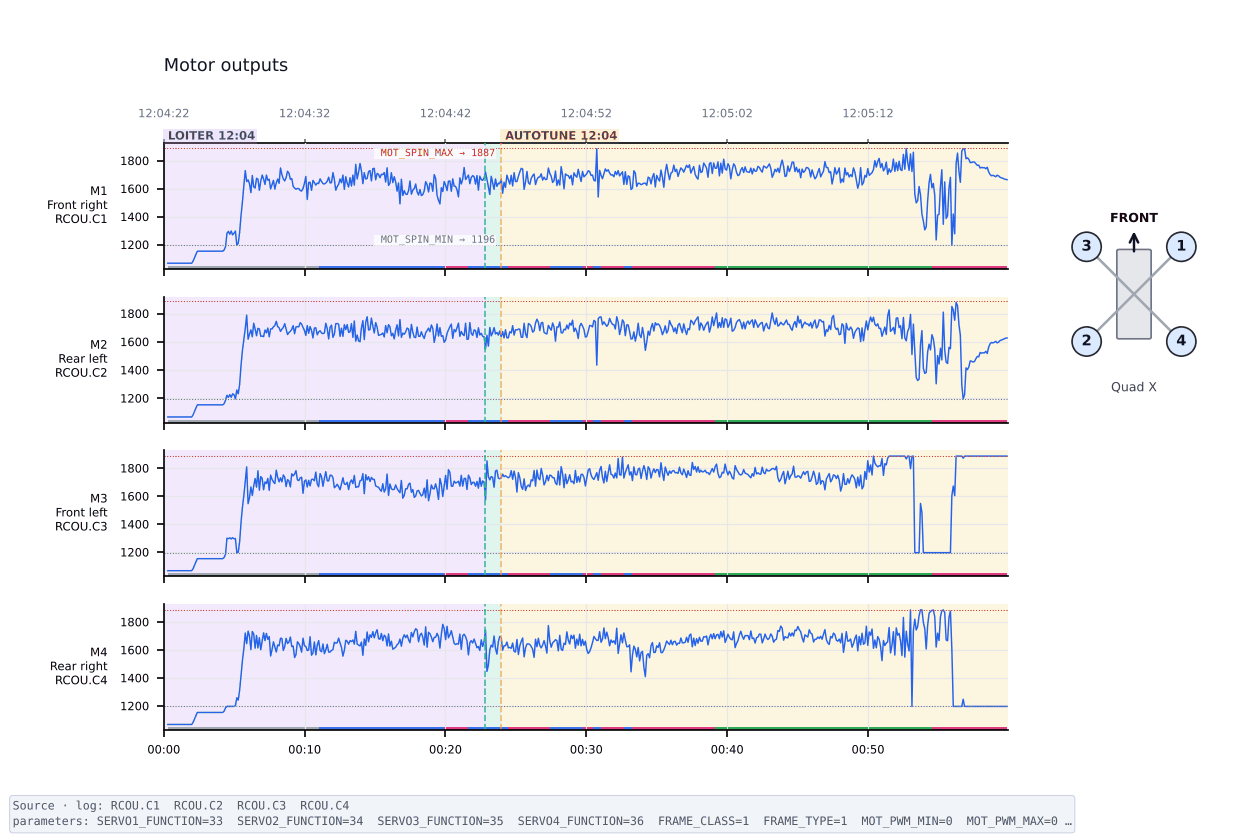 Motor outputs
12:04:22 12:04:32 12:04:42 12:04:52 12:05:02 12:05:12
LOITER 12:04 AUTOTUNE 12:04
MOT_SPIN_MAX → 1887
MOT_SPIN_MIN → 1196
M1
Front right
RCOU.C1
1800
1600
1400
1200
M2
Rear left
RCOU.C2
1800
1600
1400
1200
M3
Front left
RCOU.C3
1800
1600
1400
1200
M4
Rear right
RCOU.C4
1800
1600
1400
1200
00:00 00:10 00:20 00:30 00:40 00:50
FRONT
3 1
2 4
Quad X
Source · log: RCOU.C1 RCOU.C2 RCOU.C3 RCOU.C4
parameters: SERVO1_FUNCTION=33 SERVO2_FUNCTION=34 SERVO3_FUNCTION=35 SERVO4_FUNCTION=36 FRAME_CLASS=1 FRAME_TYPE=1 MOT_PWM_MIN=0 MOT_PWM_MAX=0 …